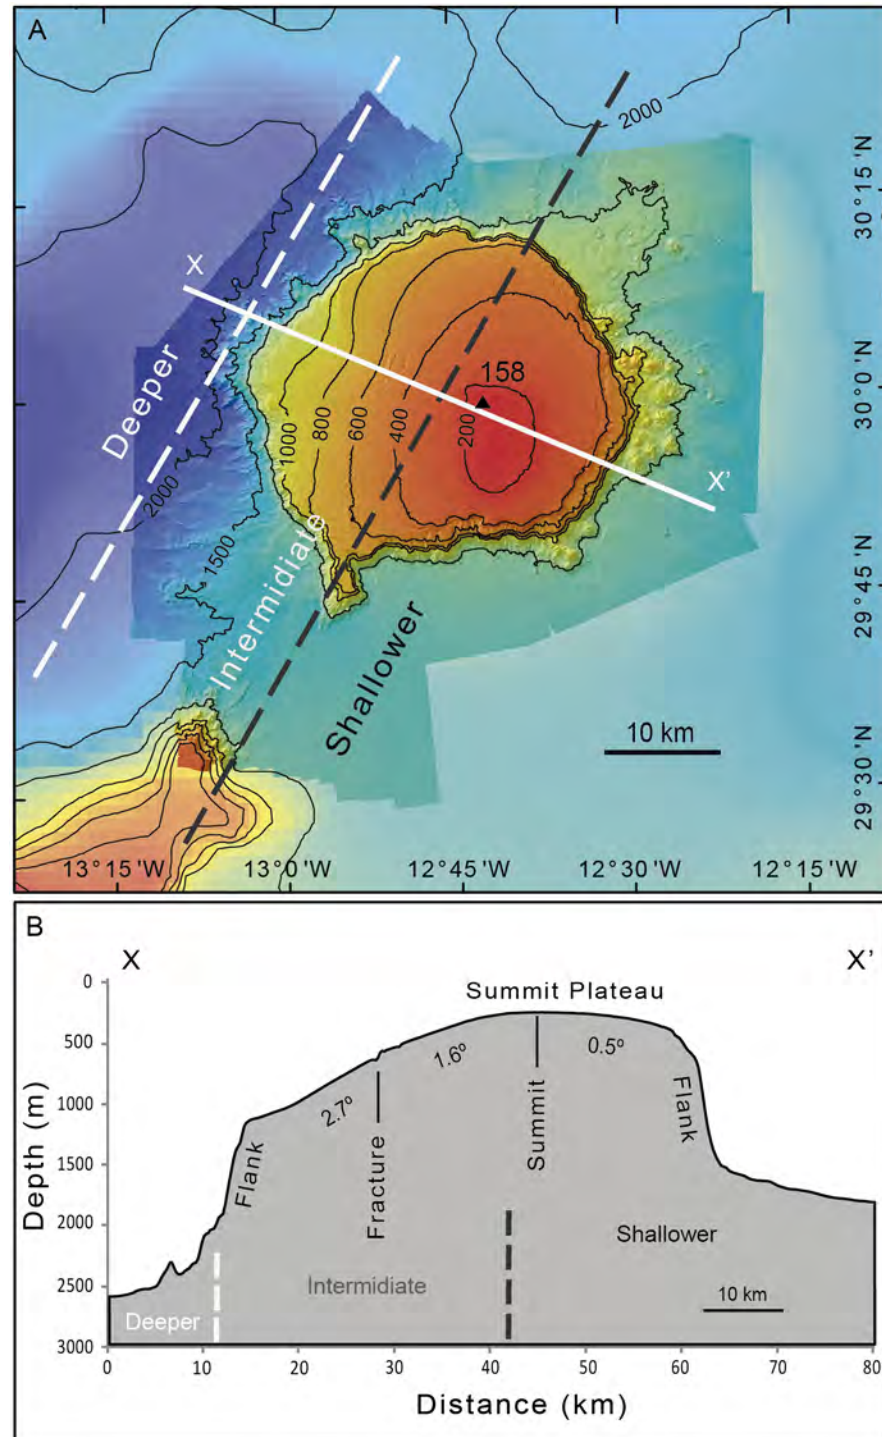 A
2000
30°15'N
X
158
30°0'N
Deeper
1000
800
600
400
200
X'
2000
1500
Intermidiate
29°45'N
Shallower
10 km
29°30'N
13°15'W
13°0'W
12°45'W
12°30'W
12°15'W
B
X
X'
Summit Plateau
0
500
1000
1500
2000
2500
3000
Depth (m)
2.7º
1.6º
0.5º
Flank
Fracture
Summit
Flank
Shallower
Intermidiate
10 km
Deeper
0
10
20
30
40
50
60
70
80
Distance (km)